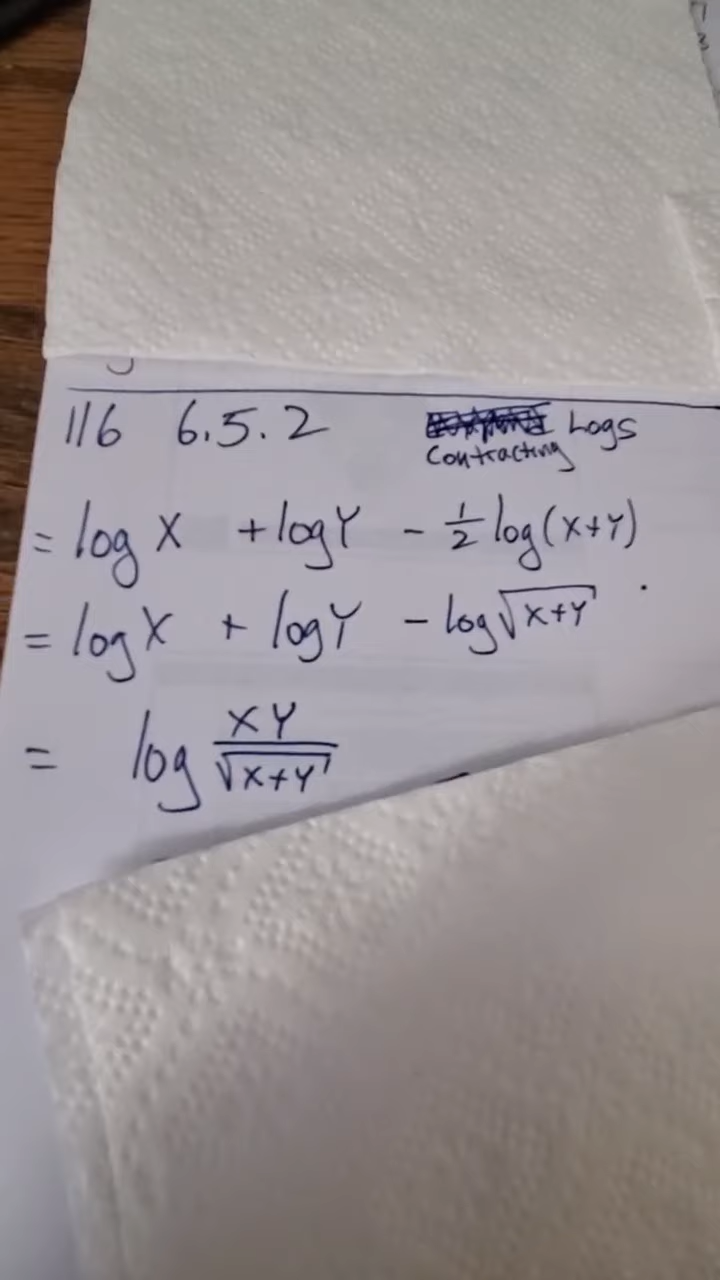 116 6.5.2 Logs
Contracting
= log X + log Y - 1/2 log(X+Y)
= log X + log Y - log √(X+Y)
= log XY/√(X+Y)